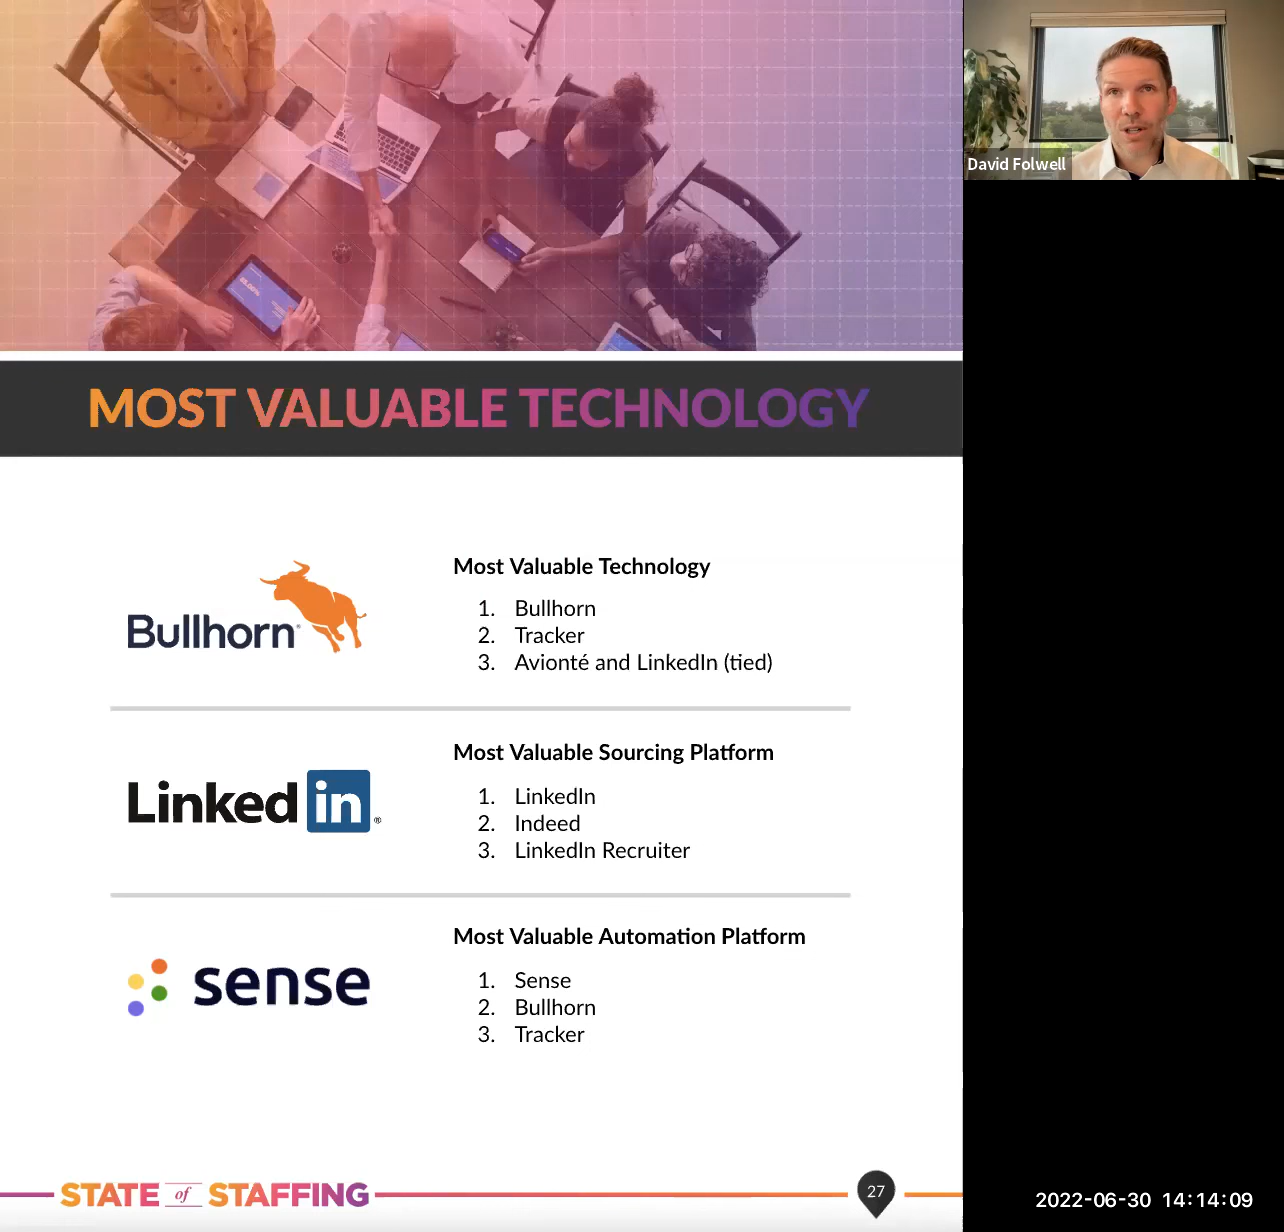 David Folwell
MOST VALUABLE TECHNOLOGY
Bullhorn
Most Valuable Technology
1. Bullhorn
2. Tracker
3. Avionté and LinkedIn (tied)
Linked in ®
Most Valuable Sourcing Platform
1. LinkedIn
2. Indeed
3. LinkedIn Recruiter
sense
Most Valuable Automation Platform
1. Sense
2. Bullhorn
3. Tracker
STATE of STAFFING
27
2022-06-30 14:14:09